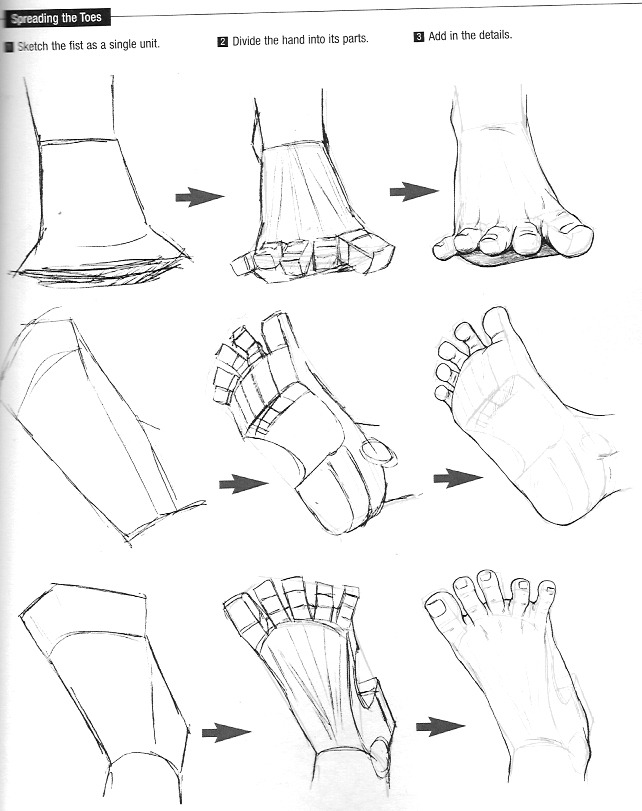 Spreading the Toes
1 Sketch the fist as a single unit.
2 Divide the hand into its parts.
3 Add in the details.